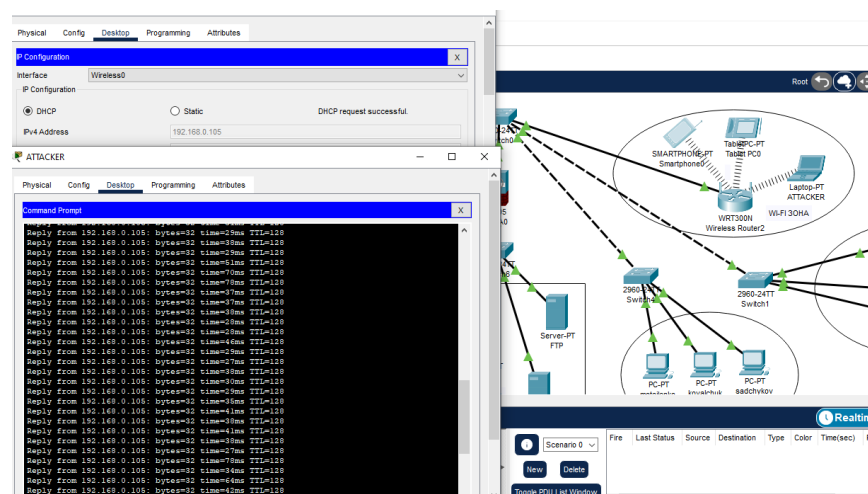 Physical Config Desktop Programming Attributes
IP Configuration X
Interface Wireless0
IP Configuration
DHCP Static DHCP request successful.
IPv4 Address 192.168.0.105
ATTACKER
Physical Config Desktop Programming Attributes
Command Prompt X
Reply from 192.168.0.105: bytes=32 time=29ms TTL=128
Reply from 192.168.0.105: bytes=32 time=38ms TTL=128
Reply from 192.168.0.105: bytes=32 time=29ms TTL=128
Reply from 192.168.0.105: bytes=32 time=51ms TTL=128
Reply from 192.168.0.105: bytes=32 time=70ms TTL=128
Reply from 192.168.0.105: bytes=32 time=78ms TTL=128
Reply from 192.168.0.105: bytes=32 time=37ms TTL=128
Reply from 192.168.0.105: bytes=32 time=37ms TTL=128
Reply from 192.168.0.105: bytes=32 time=38ms TTL=128
Reply from 192.168.0.105: bytes=32 time=28ms TTL=128
Reply from 192.168.0.105: bytes=32 time=28ms TTL=128
Reply from 192.168.0.105: bytes=32 time=46ms TTL=128
Reply from 192.168.0.105: bytes=32 time=29ms TTL=128
Reply from 192.168.0.105: bytes=32 time=27ms TTL=128
Reply from 192.168.0.105: bytes=32 time=38ms TTL=128
Reply from 192.168.0.105: bytes=32 time=30ms TTL=128
Reply from 192.168.0.105: bytes=32 time=29ms TTL=128
Reply from 192.168.0.105: bytes=32 time=35ms TTL=128
Reply from 192.168.0.105: bytes=32 time=41ms TTL=128
Reply from 192.168.0.105: bytes=32 time=38ms TTL=128
Reply from 192.168.0.105: bytes=32 time=41ms TTL=128
Reply from 192.168.0.105: bytes=32 time=38ms TTL=128
Reply from 192.168.0.105: bytes=32 time=27ms TTL=128
Reply from 192.168.0.105: bytes=32 time=78ms TTL=128
Reply from 192.168.0.105: bytes=32 time=34ms TTL=128
Reply from 192.168.0.105: bytes=32 time=64ms TTL=128
Reply from 192.168.0.105: bytes=32 time=42ms TTL=128
Root
SMARTPHONE-PT
Smartphone0
TabletPC-PT
Tablet PC0
Laptop-PT
ATTACKER
WRT300N
Wireless Router2
WI-FI ЗОНА
2960-24TT
Switch4
2960-24TT
Switch1
Server-PT
FTP
PC-PT
PC-PT
kovalchuk
PC-PT
sadchykov
Realtim
Scenario 0
New Delete
Toggle PDU List Window
Fire Last Status Source Destination Type Color Time(sec)